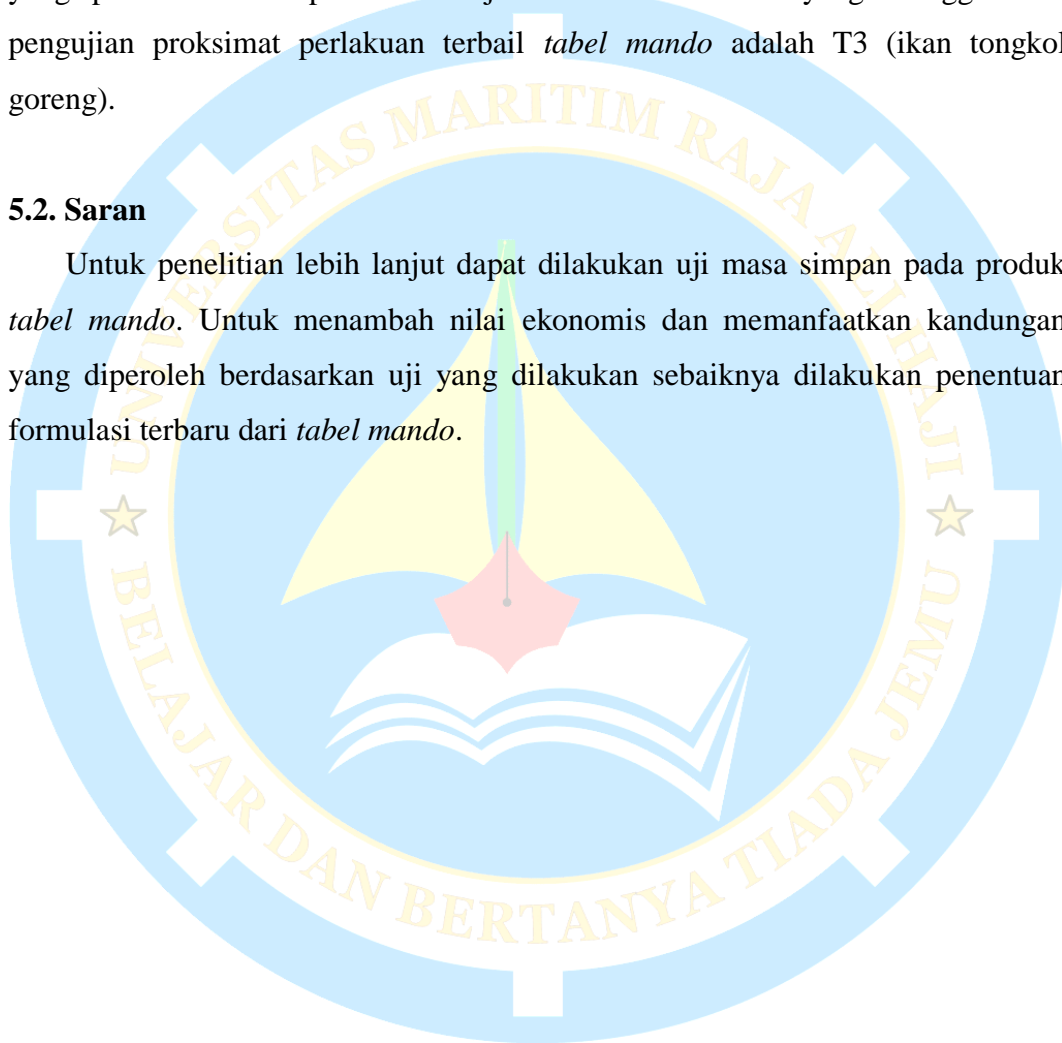 pengujian proksimat perlakuan terbail tabel mando adalah T3 (ikan tongkol
goreng).
5.2. Saran
Untuk penelitian lebih lanjut dapat dilakukan uji masa simpan pada produk
tabel mando. Untuk menambah nilai ekonomis dan memanfaatkan kandungan
yang diperoleh berdasarkan uji yang dilakukan sebaiknya dilakukan penentuan
formulasi terbaru dari tabel mando.
UNIVERSITAS MARITIM RAJA ALI HAJI
BELAJAR DAN BERTANYA TIADA JEMU